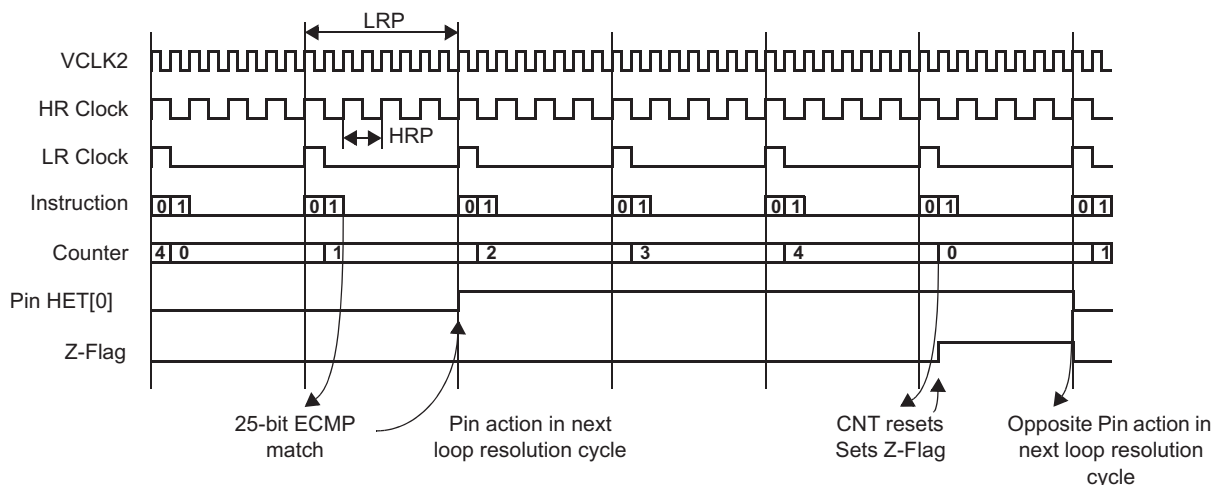 LRP
VCLK2
HR Clock
HRP
LR Clock
Instruction 0 1 0 1 0 1 0 1 0 1 0 1 0 1
Counter 4 0 1 2 3 4 0 1
Pin HET[0]
Z-Flag
25-bit ECMP
match
Pin action in next
loop resolution cycle
CNT resets
Sets Z-Flag
Opposite Pin action in
next loop resolution
cycle